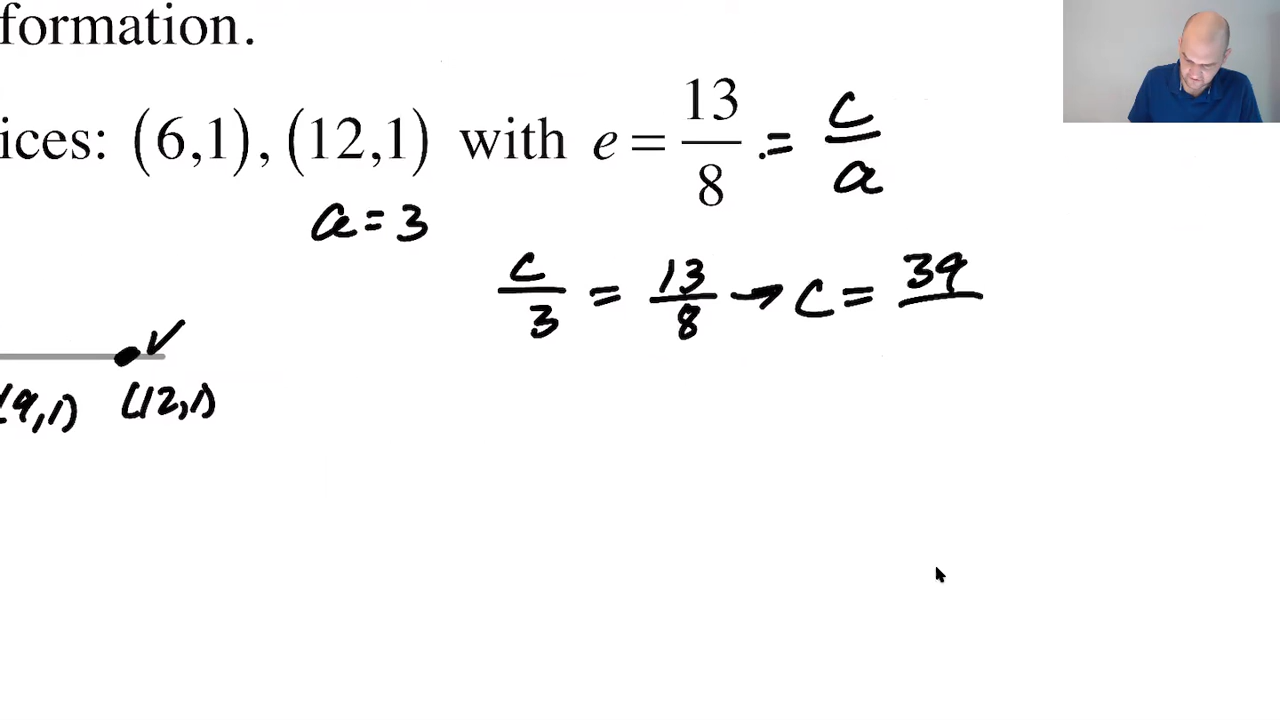 formation.
ices: (6,1), (12,1) with e = 13/8 . = c/a
a = 3
c/3 = 13/8 → c = 39/
(9,1) (12,1)